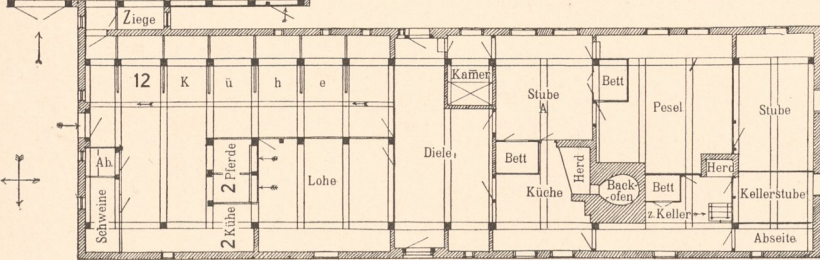 Ziege
12 K ü h e
Kamer
Stube
A
Bett
Pesel
Stube
Ab.
2 Pferde
Lohe
Diele
Bett
Herd
Herd
Schweine
2 Kühe
Küche
Back-
ofen
Bett
z. Keller
Kellerstube
Abseite